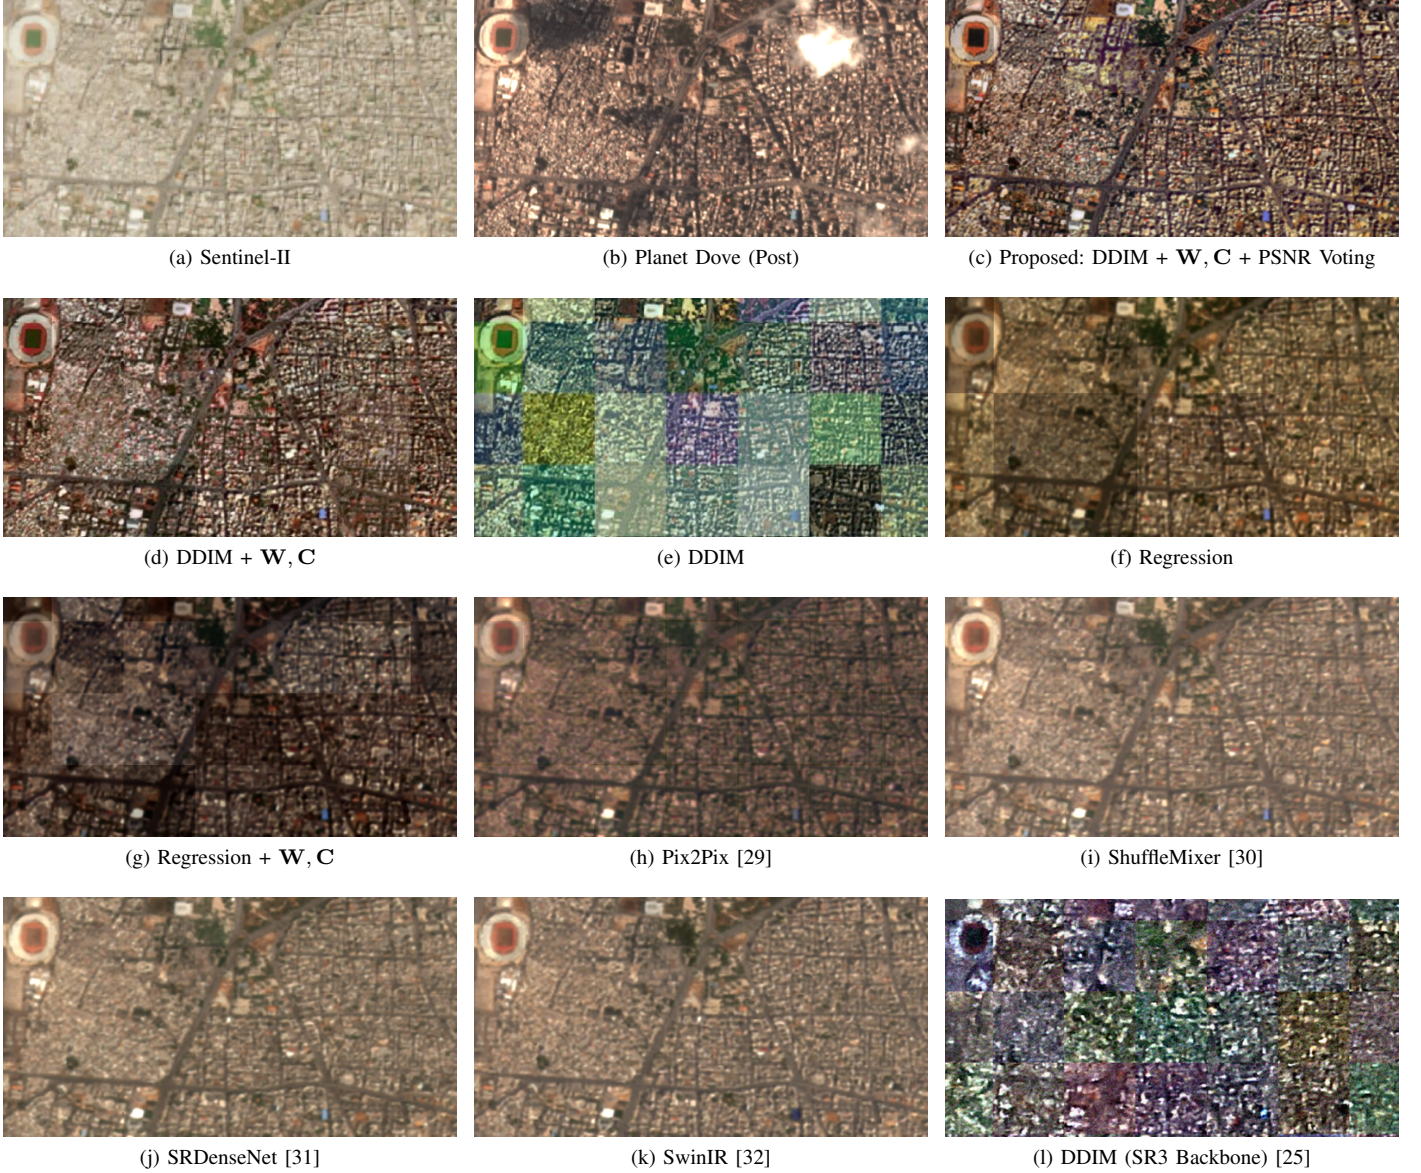 (a) Sentinel-II
(b) Planet Dove (Post)
(c) Proposed: DDIM + W, C + PSNR Voting
(d) DDIM + W, C
(e) DDIM
(f) Regression
(g) Regression + W, C
(h) Pix2Pix [29]
(i) ShuffleMixer [30]
(j) SRDenseNet [31]
(k) SwinIR [32]
(l) DDIM (SR3 Backbone) [25]